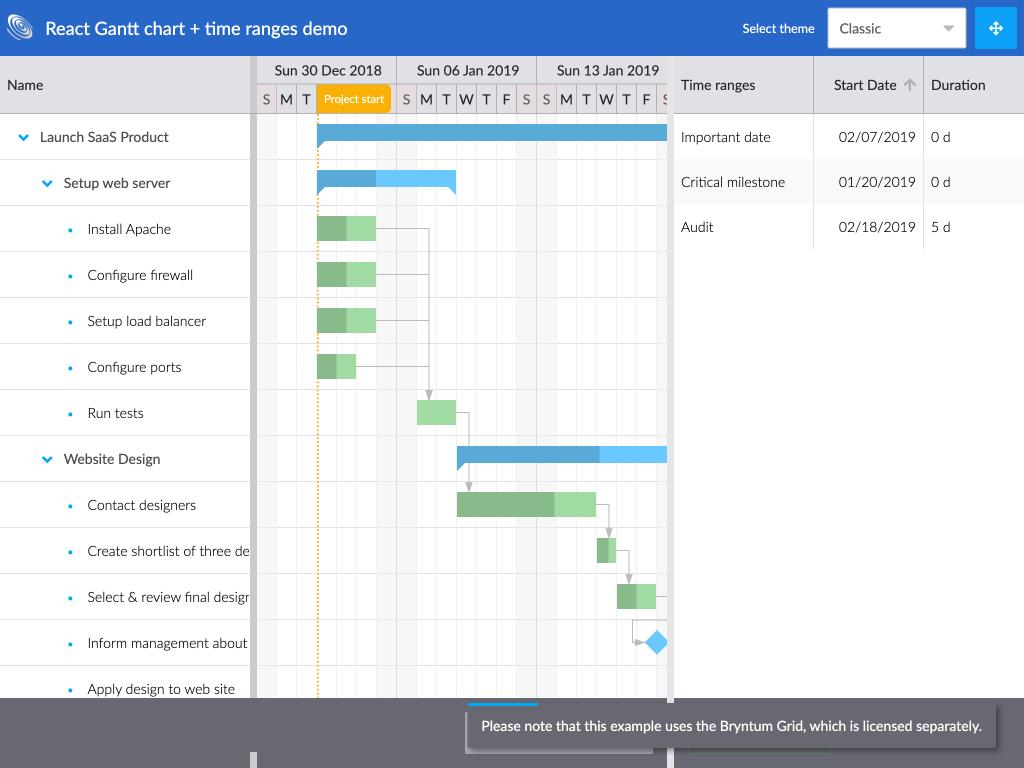 React Gantt chart + time ranges demo
Select theme
Classic
Name
Sun 30 Dec 2018
Sun 06 Jan 2019
Sun 13 Jan 2019
S M T Project start S M T W T F S S M T W T F S
Time ranges
Start Date
Duration
Launch SaaS Product
Setup web server
Install Apache
Configure firewall
Setup load balancer
Configure ports
Run tests
Website Design
Contact designers
Create shortlist of three de
Select & review final design
Inform management about
Apply design to web site
Important date 02/07/2019 0 d
Critical milestone 01/20/2019 0 d
Audit 02/18/2019 5 d
Please note that this example uses the Bryntum Grid, which is licensed separately.